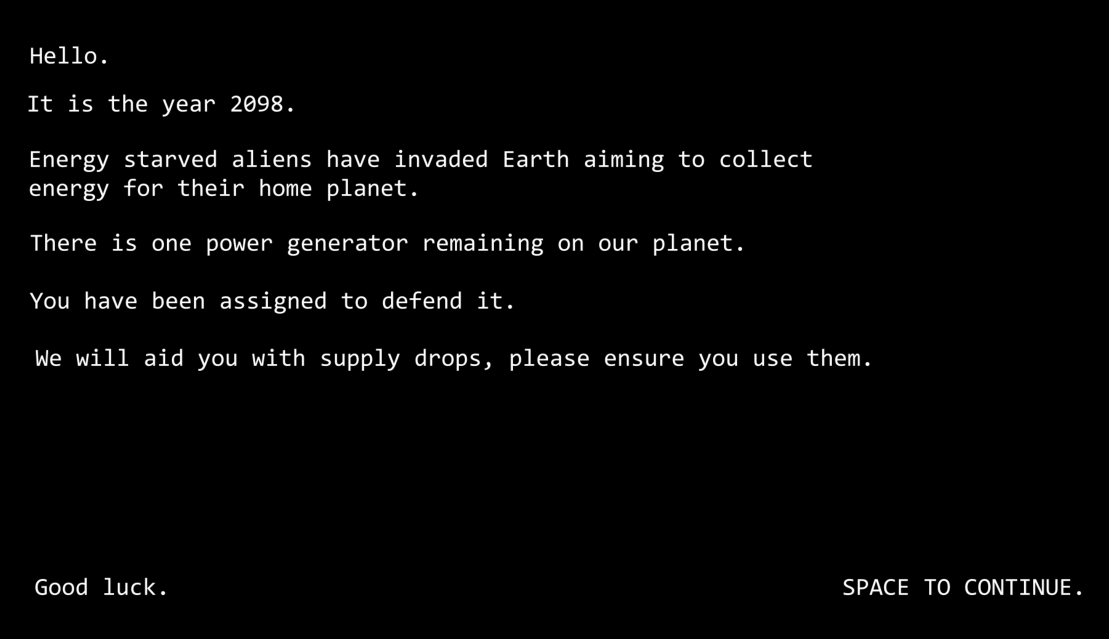 Hello.
It is the year 2098.
Energy starved aliens have invaded Earth aiming to collect
energy for their home planet.
There is one power generator remaining on our planet.
You have been assigned to defend it.
We will aid you with supply drops, please ensure you use them.
Good luck.
SPACE TO CONTINUE.